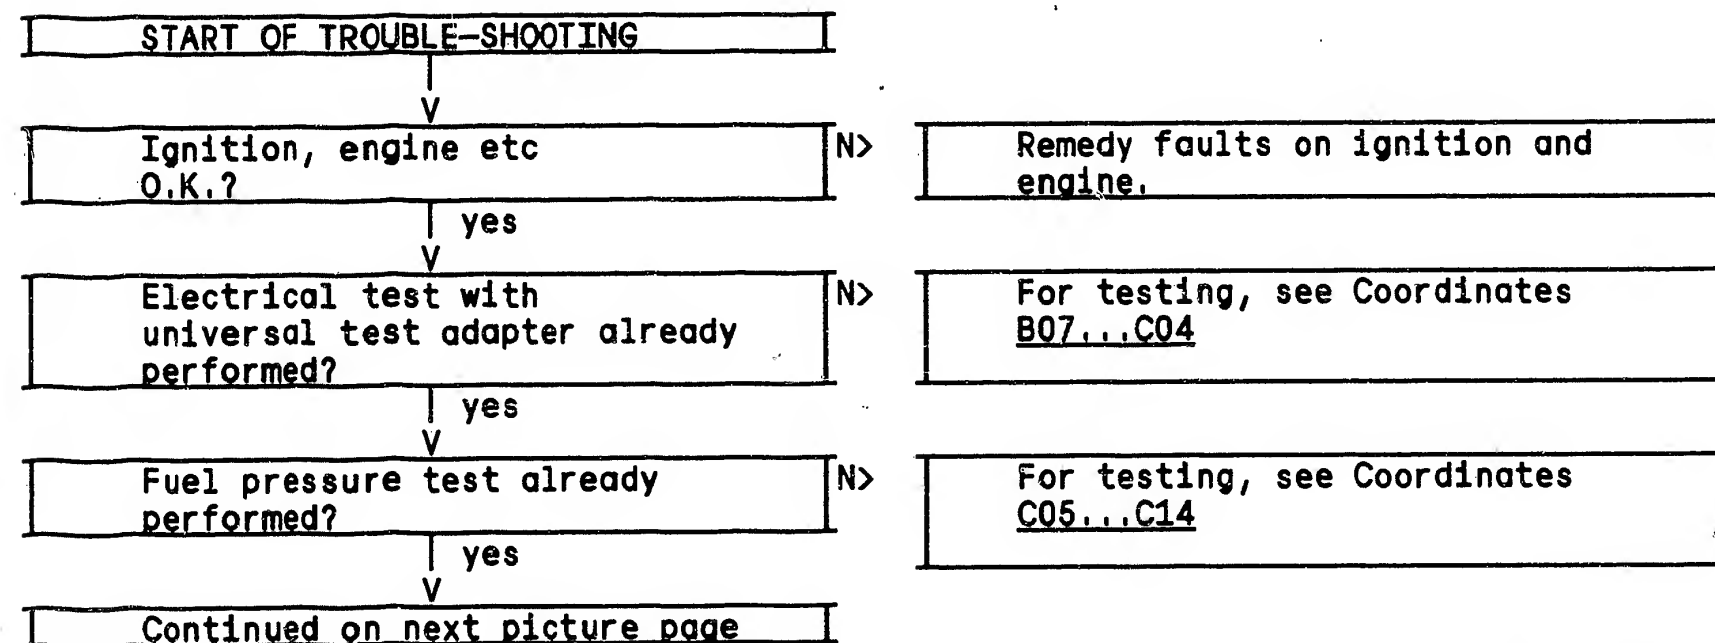 START OF TROUBLE-SHOOTING
V
Ignition, engine etc
O.K.?
N>
Remedy faults on ignition and
engine.
yes
V
Electrical test with
universal test adapter already
performed?
N>
For testing, see Coordinates
B07...C04
yes
V
Fuel pressure test already
performed?
N>
For testing, see Coordinates
C05...C14
yes
V
Continued on next picture page